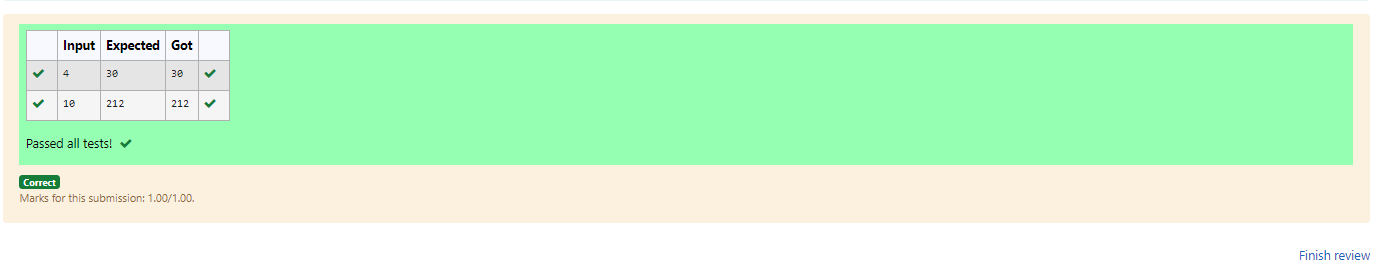 Input Expected Got
4 30 30
10 212 212
Passed all tests!
Correct
Marks for this submission: 1.00/1.00.
Finish review